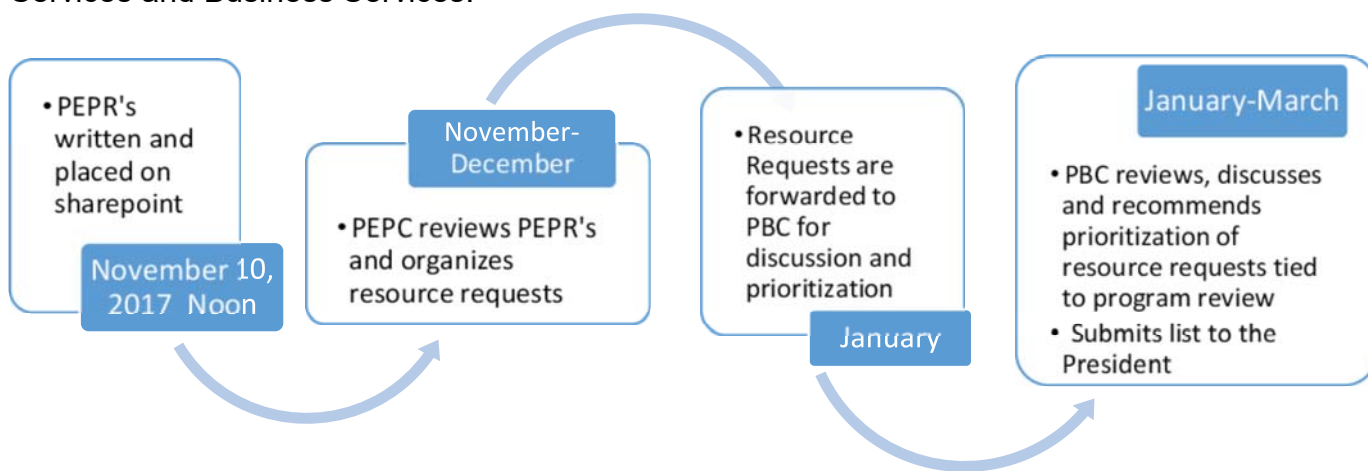 Services and Business Services.
• PEPR's
written and
placed on
sharepoint
November 10,
2017 Noon
November-
December
• PEPC reviews PEPR's
and organizes
resource requests
• Resource
Requests are
forwarded to
PBC for
discussion and
prioritization
January
January-March
• PBC reviews, discusses
and recommends
prioritization of
resource requests tied
to program review
• Submits list to the
President